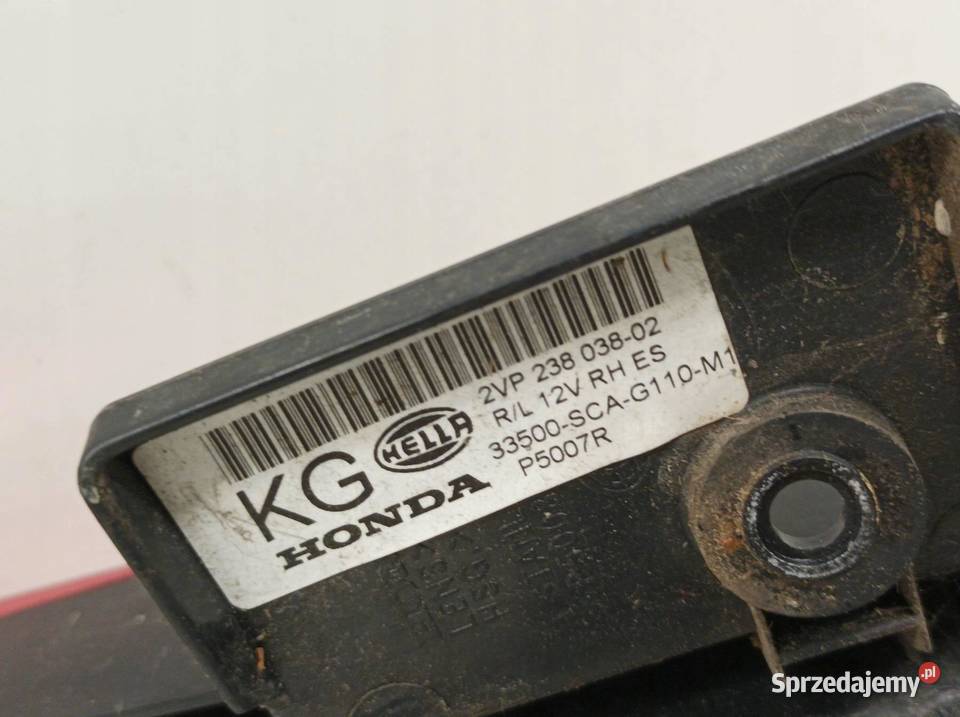 2VP 238 038-02
R/L 12V RH ES
33500-SCA-G110-M1
P5007R
KG
HELLA
HONDA
Sprzedajemy.pl